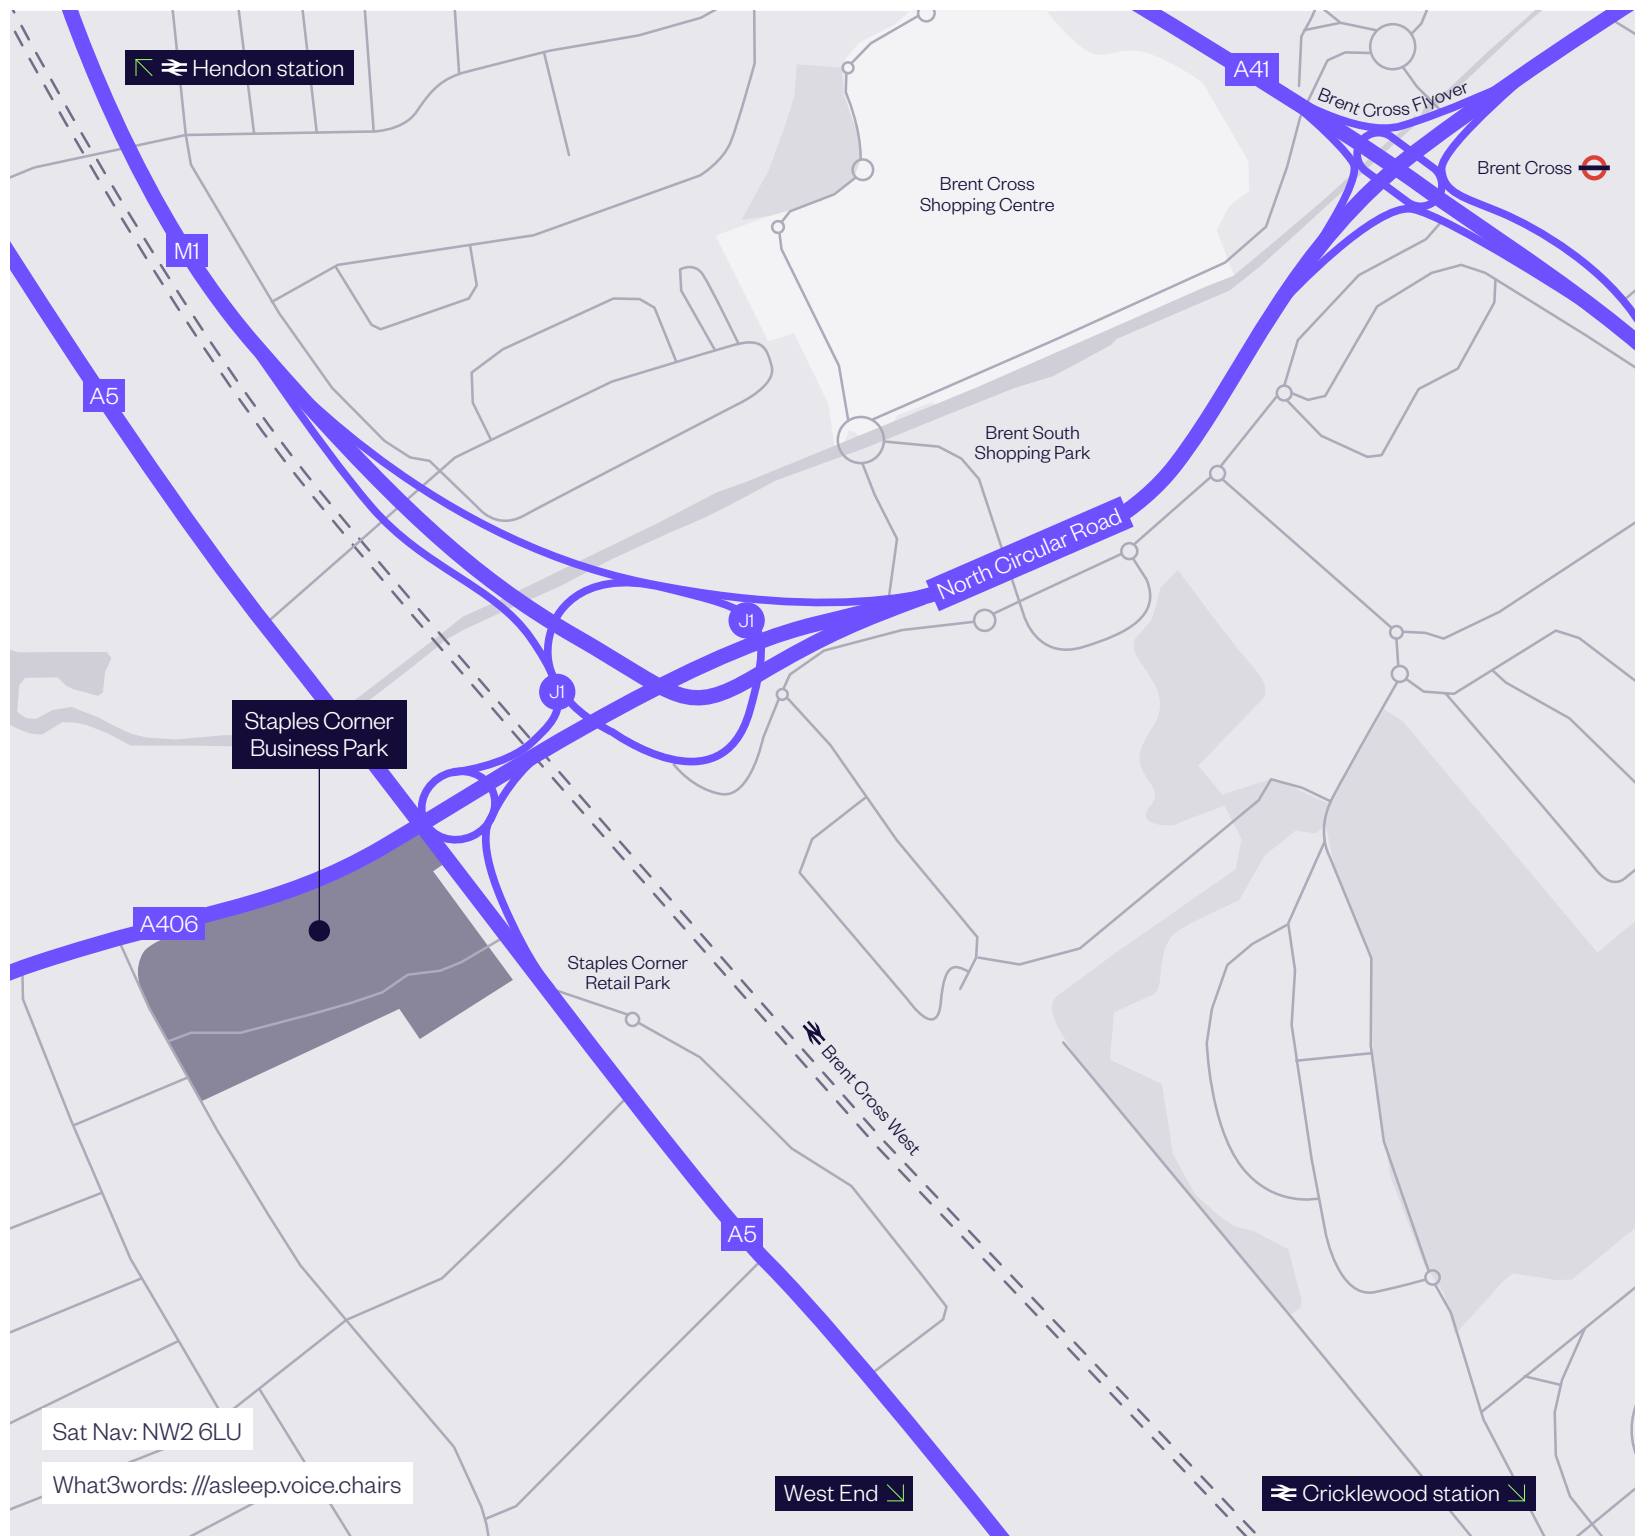 Hendon station
A41
Brent Cross Flyover
Brent Cross
Brent Cross
Shopping Centre
M1
A5
Brent South
Shopping Park
North Circular Road
J1
J1
Staples Corner
Business Park
A406
Staples Corner
Retail Park
Brent Cross West
A5
Sat Nav: NW2 6LU
What3words: ///asleep.voice.chairs
West End
Cricklewood station